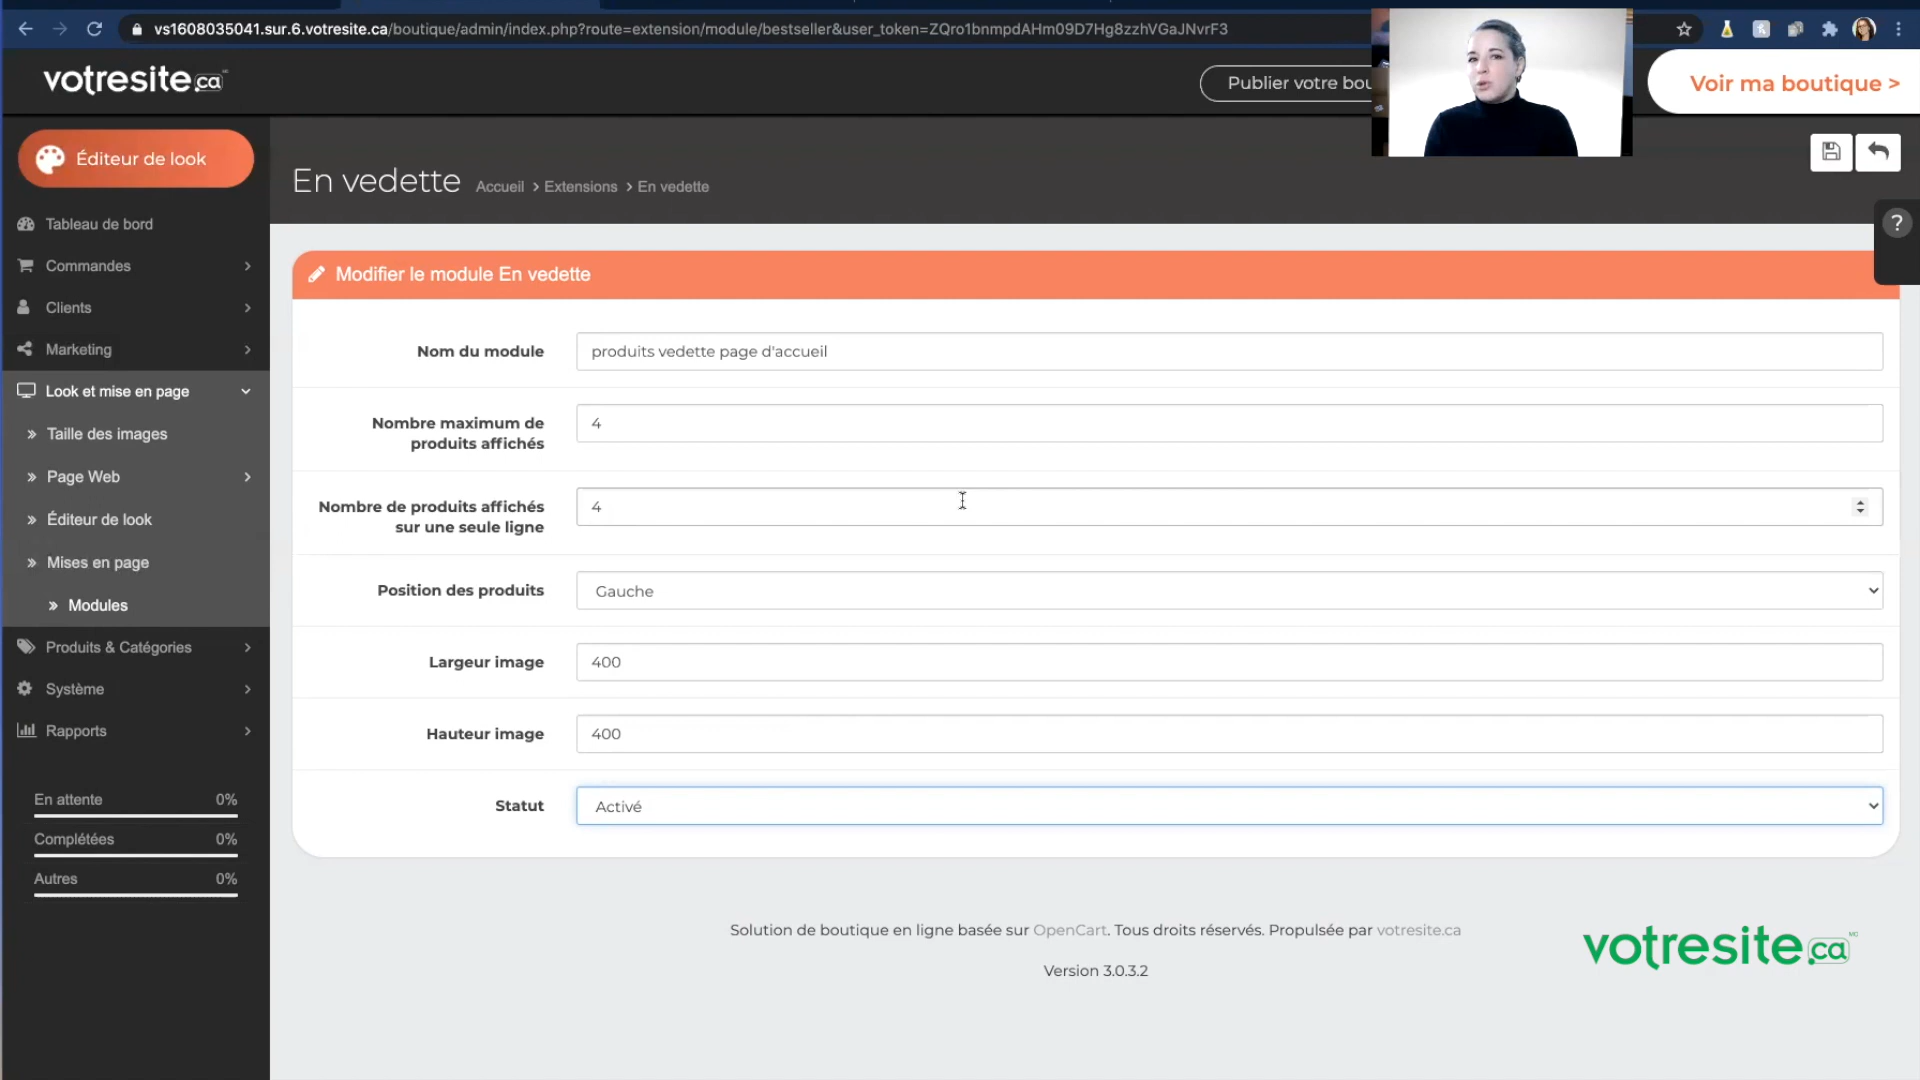 vs1608035041.sur.6.votresite.ca/boutique/admin/index.php?route=extension/module/bestseller&user_token=ZQro1bnmpdAHm09D7Hg8zzhVGaJNvrF3
votresite.ca
Publier votre bou
Voir ma boutique >
Éditeur de look
En vedette
Accueil > Extensions > En vedette
?
Tableau de bord
Commandes
Clients
Marketing
Look et mise en page
Taille des images
Page Web
Éditeur de look
Mises en page
Modules
Produits & Catégories
Système
Rapports
En attente 0%
Complétées 0%
Autres 0%
Modifier le module En vedette
Nom du module produits vedette page d'accueil
Nombre maximum de
produits affichés 4
Nombre de produits affichés
sur une seule ligne 4
Position des produits Gauche
Largeur image 400
Hauteur image 400
Statut Activé
Solution de boutique en ligne basée sur OpenCart. Tous droits réservés. Propulsée par votresite.ca
Version 3.0.3.2
votresite.ca MC